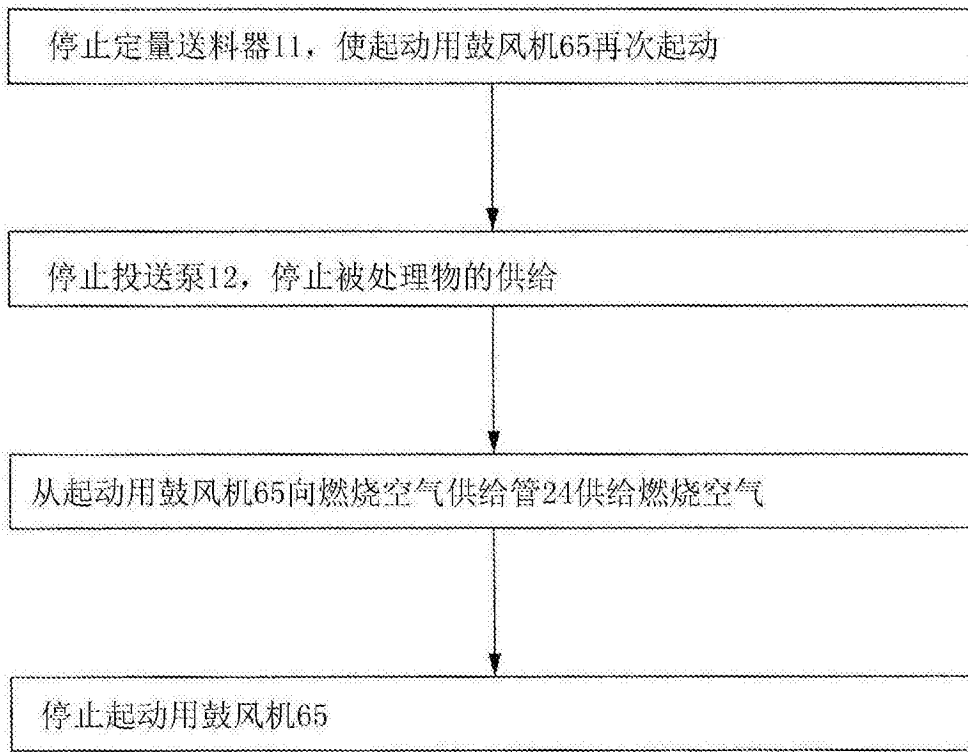 停止定量送料器11，使起动用鼓风机65再次起动
停止投送泵12，停止被处理物的供给
从起动用鼓风机65向燃烧空气供给管24供给燃烧空气
停止起动用鼓风机65